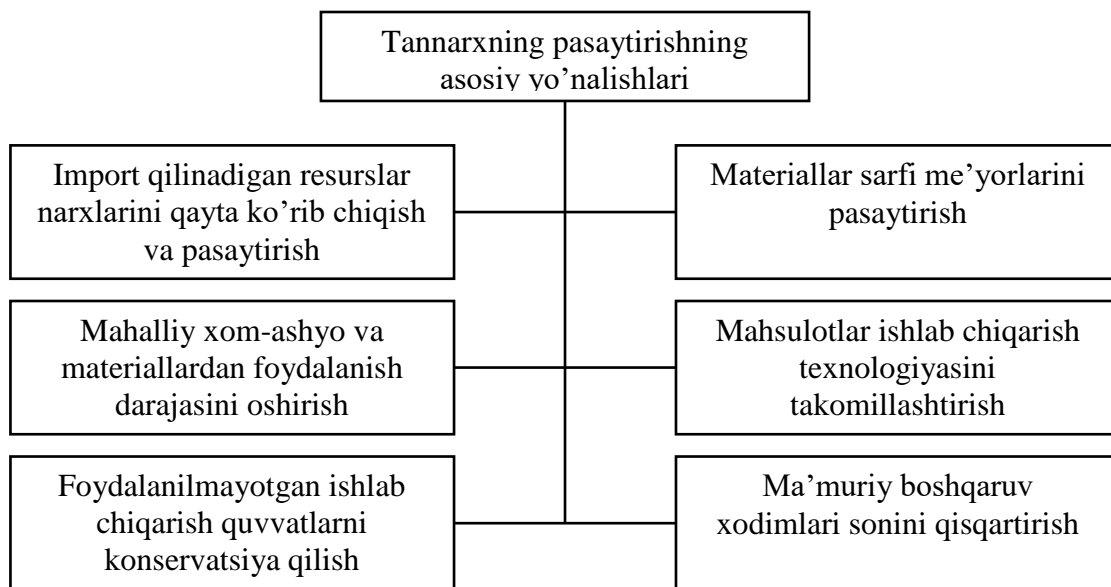 Tannarxning pasaytirishning
asosiy yo’nalishlari
Import qilinadigan resurslar
narxlarini qayta ko’rib chiqish
va pasaytirish
Materiallar sarfi me’yorlarini
pasaytirish
Mahalliy xom-ashyo va
materiallardan foydalanish
darajasini oshirish
Mahsulotlar ishlab chiqarish
texnologiyasini
takomillashtirish
Foydalanilmayotgan ishlab
chiqarish quvvatlarni
konservatsiya qilish
Ma’muriy boshqaruv
xodimlari sonini qisqartirish